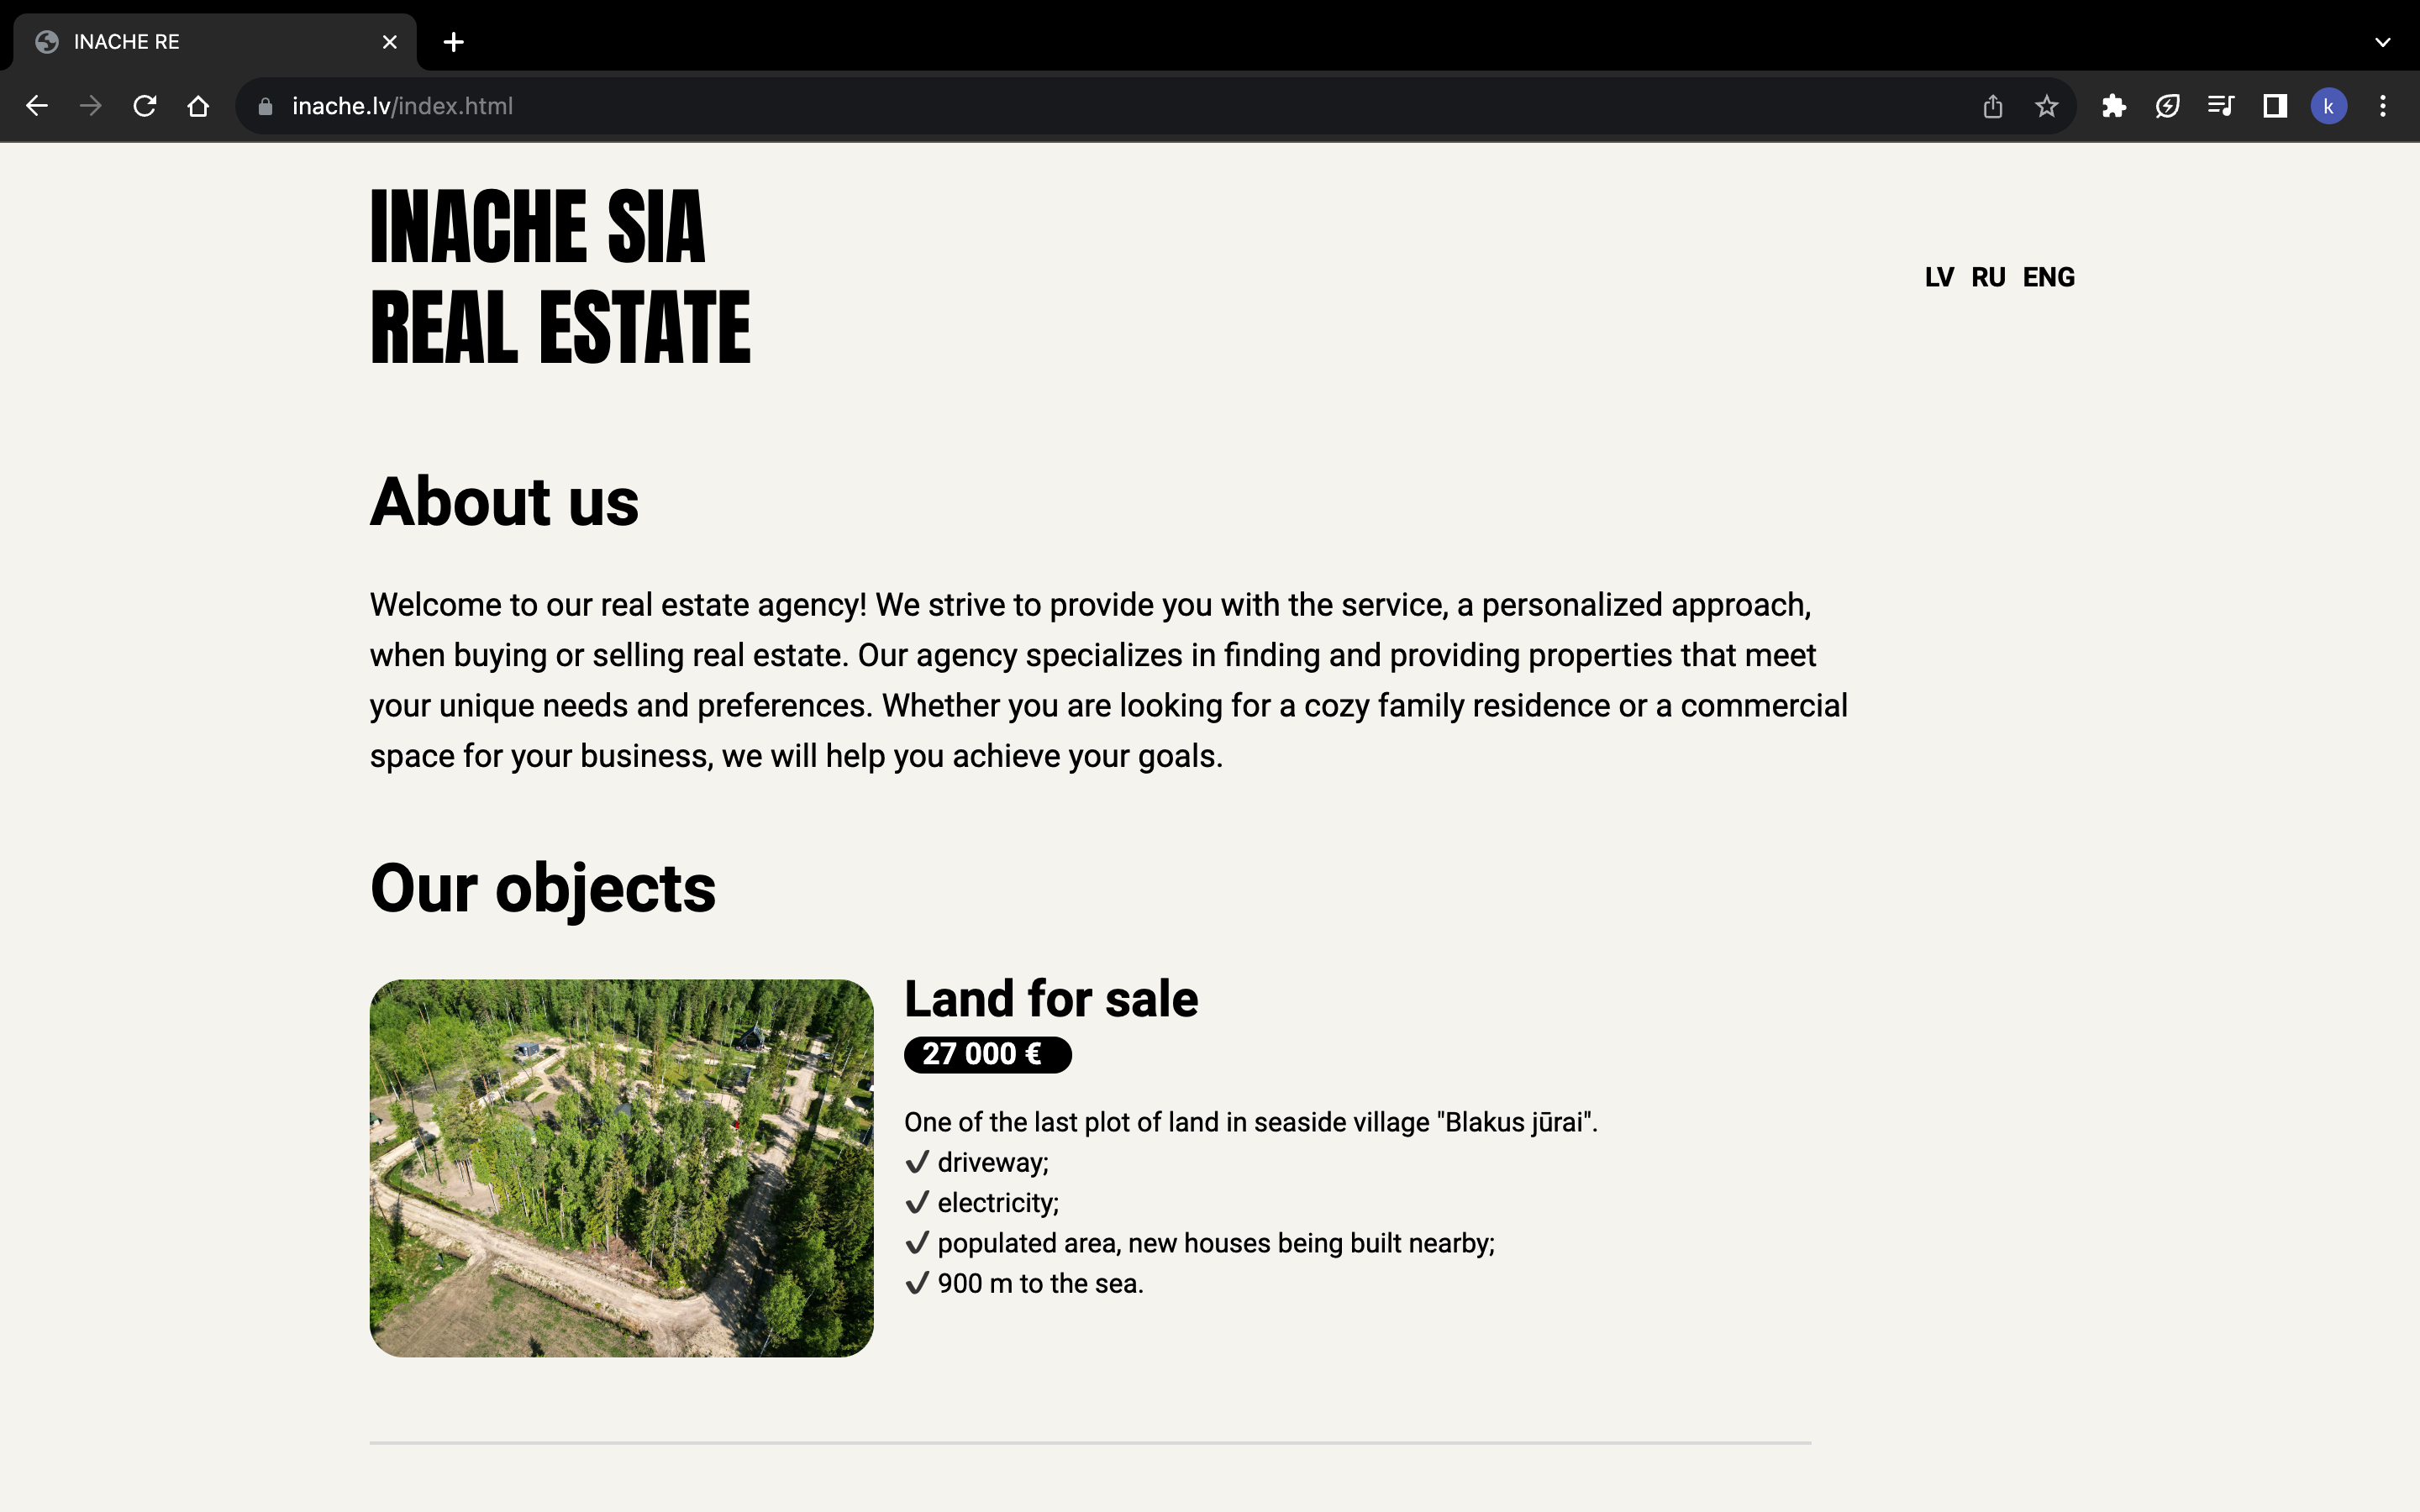 INACHE RE
inache.lv/index.html
k
INACHE SIA
REAL ESTATE
LV RU ENG
About us
Welcome to our real estate agency! We strive to provide you with the service, a personalized approach,
when buying or selling real estate. Our agency specializes in finding and providing properties that meet
your unique needs and preferences. Whether you are looking for a cozy family residence or a commercial
space for your business, we will help you achieve your goals.
Our objects
Land for sale
27 000 €
One of the last plot of land in seaside village "Blakus jūrai".
✓ driveway;
✓ electricity;
✓ populated area, new houses being built nearby;
✓ 900 m to the sea.